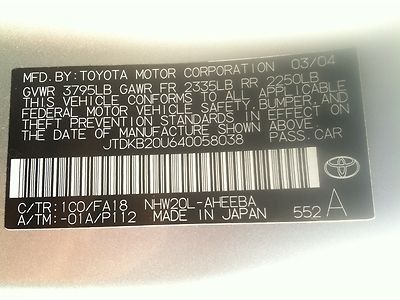 MFD. BY: TOYOTA MOTOR CORPORATION 03/04
GVWR 3795LB GAWR FR 2335LB RR 2250LB
THIS VEHICLE CONFORMS TO ALL APPLICABLE
FEDERAL MOTOR VEHICLE SAFETY, BUMPER, AND
THEFT PREVENTION STANDARDS IN EFFECT ON
THE DATE OF MANUFACTURE SHOWN ABOVE.
JTDKB20U640058038 PASS. CAR
C/TR: 1C0/FA18 NHW20L-AHEEBA
A/TM: -01A/P112 MADE IN JAPAN 552 A